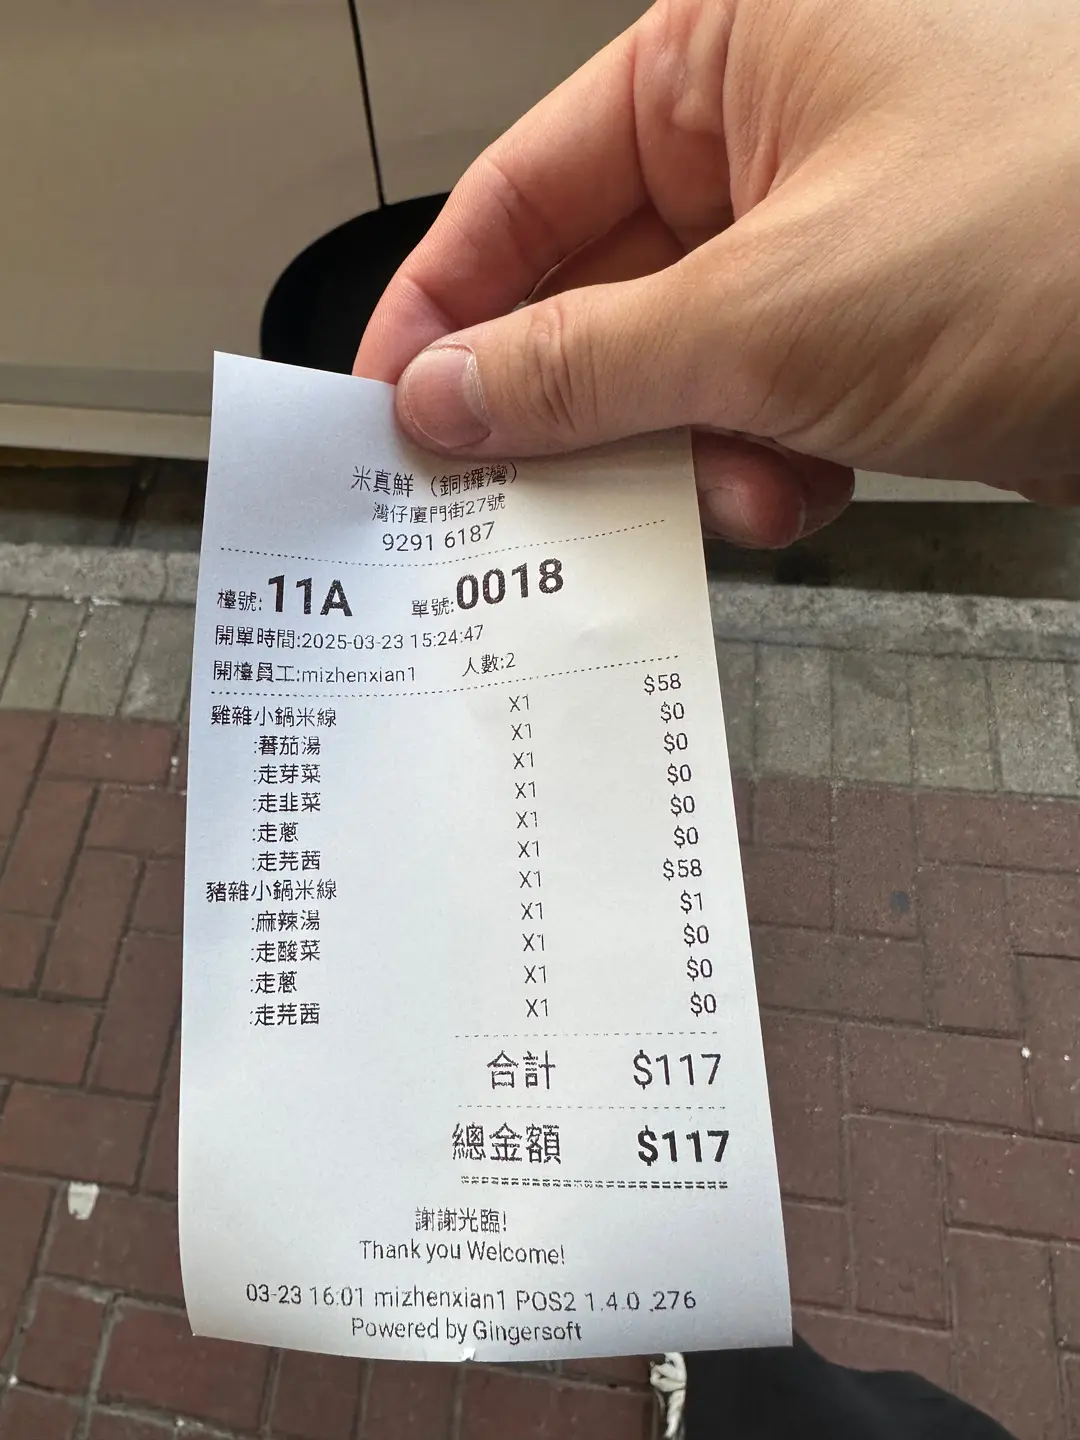 米真鮮（銅鑼灣）
灣仔廈門街27號
9291 6187
檯號:11A 單號:0018
開單時間:2025-03-23 15:24:47
開檯員工:mizhenxian1 人數:2
雞雜小鍋米線 X1 $58
:蕃茄湯 X1 $0
:走芽菜 X1 $0
:走韭菜 X1 $0
:走蔥 X1 $0
:走芫茜 X1 $0
豬雜小鍋米線 X1 $58
:麻辣湯 X1 $1
:走酸菜 X1 $0
:走蔥 X1 $0
:走芫茜 X1 $0
合計 $117
總金額 $117
謝謝光臨!
Thank you Welcome!
03-23 16:01 mizhenxian1 POS2 1.4.0 .276
Powered by Gingersoft